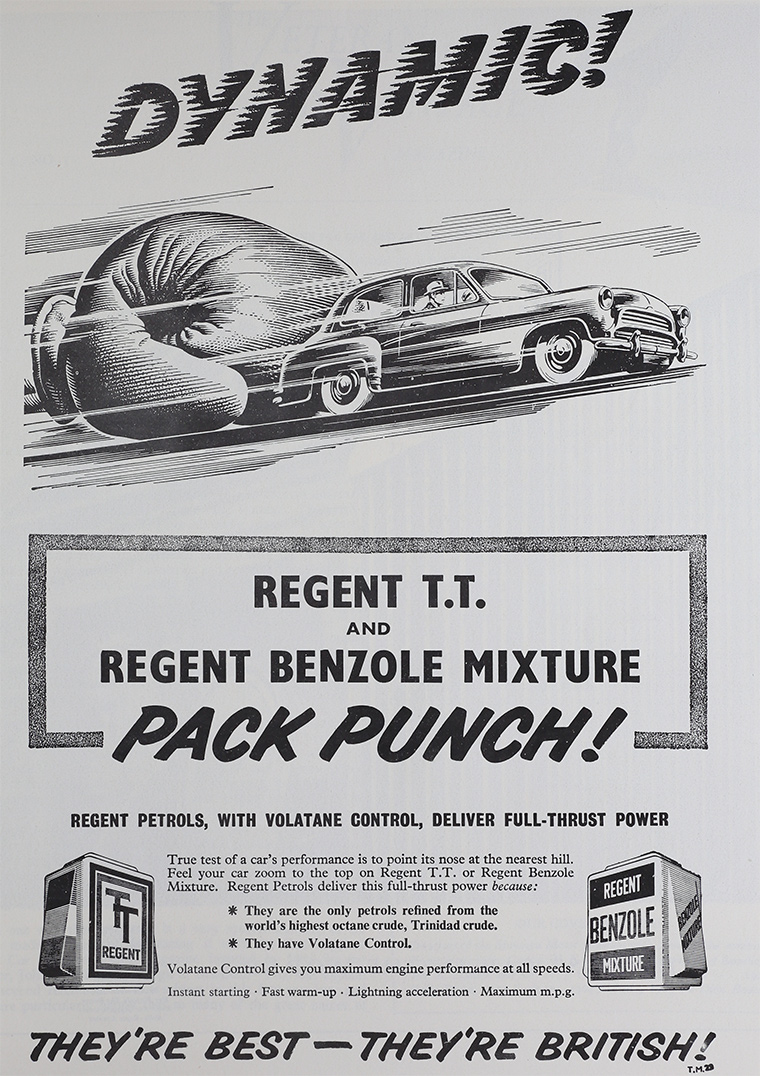 DYNAMIC!
REGENT T.T.
AND
REGENT BENZOLE MIXTURE
PACK PUNCH!
REGENT PETROLS, WITH VOLATANE CONTROL, DELIVER FULL-THRUST POWER
True test of a car's performance is to point its nose at the nearest hill.
Feel your car zoom to the top on Regent T.T. or Regent Benzole
Mixture. Regent Petrols deliver this full-thrust power because:
* They are the only petrols refined from the
world's highest octane crude, Trinidad crude.
* They have Volatane Control.
Volatane Control gives you maximum engine performance at all speeds.
Instant starting · Fast warm-up · Lightning acceleration · Maximum m.p.g.
TT
REGENT
REGENT
BENZOLE
MIXTURE
BENZOLE
MIXTURE
THEY'RE BEST — THEY'RE BRITISH!
T.M.29